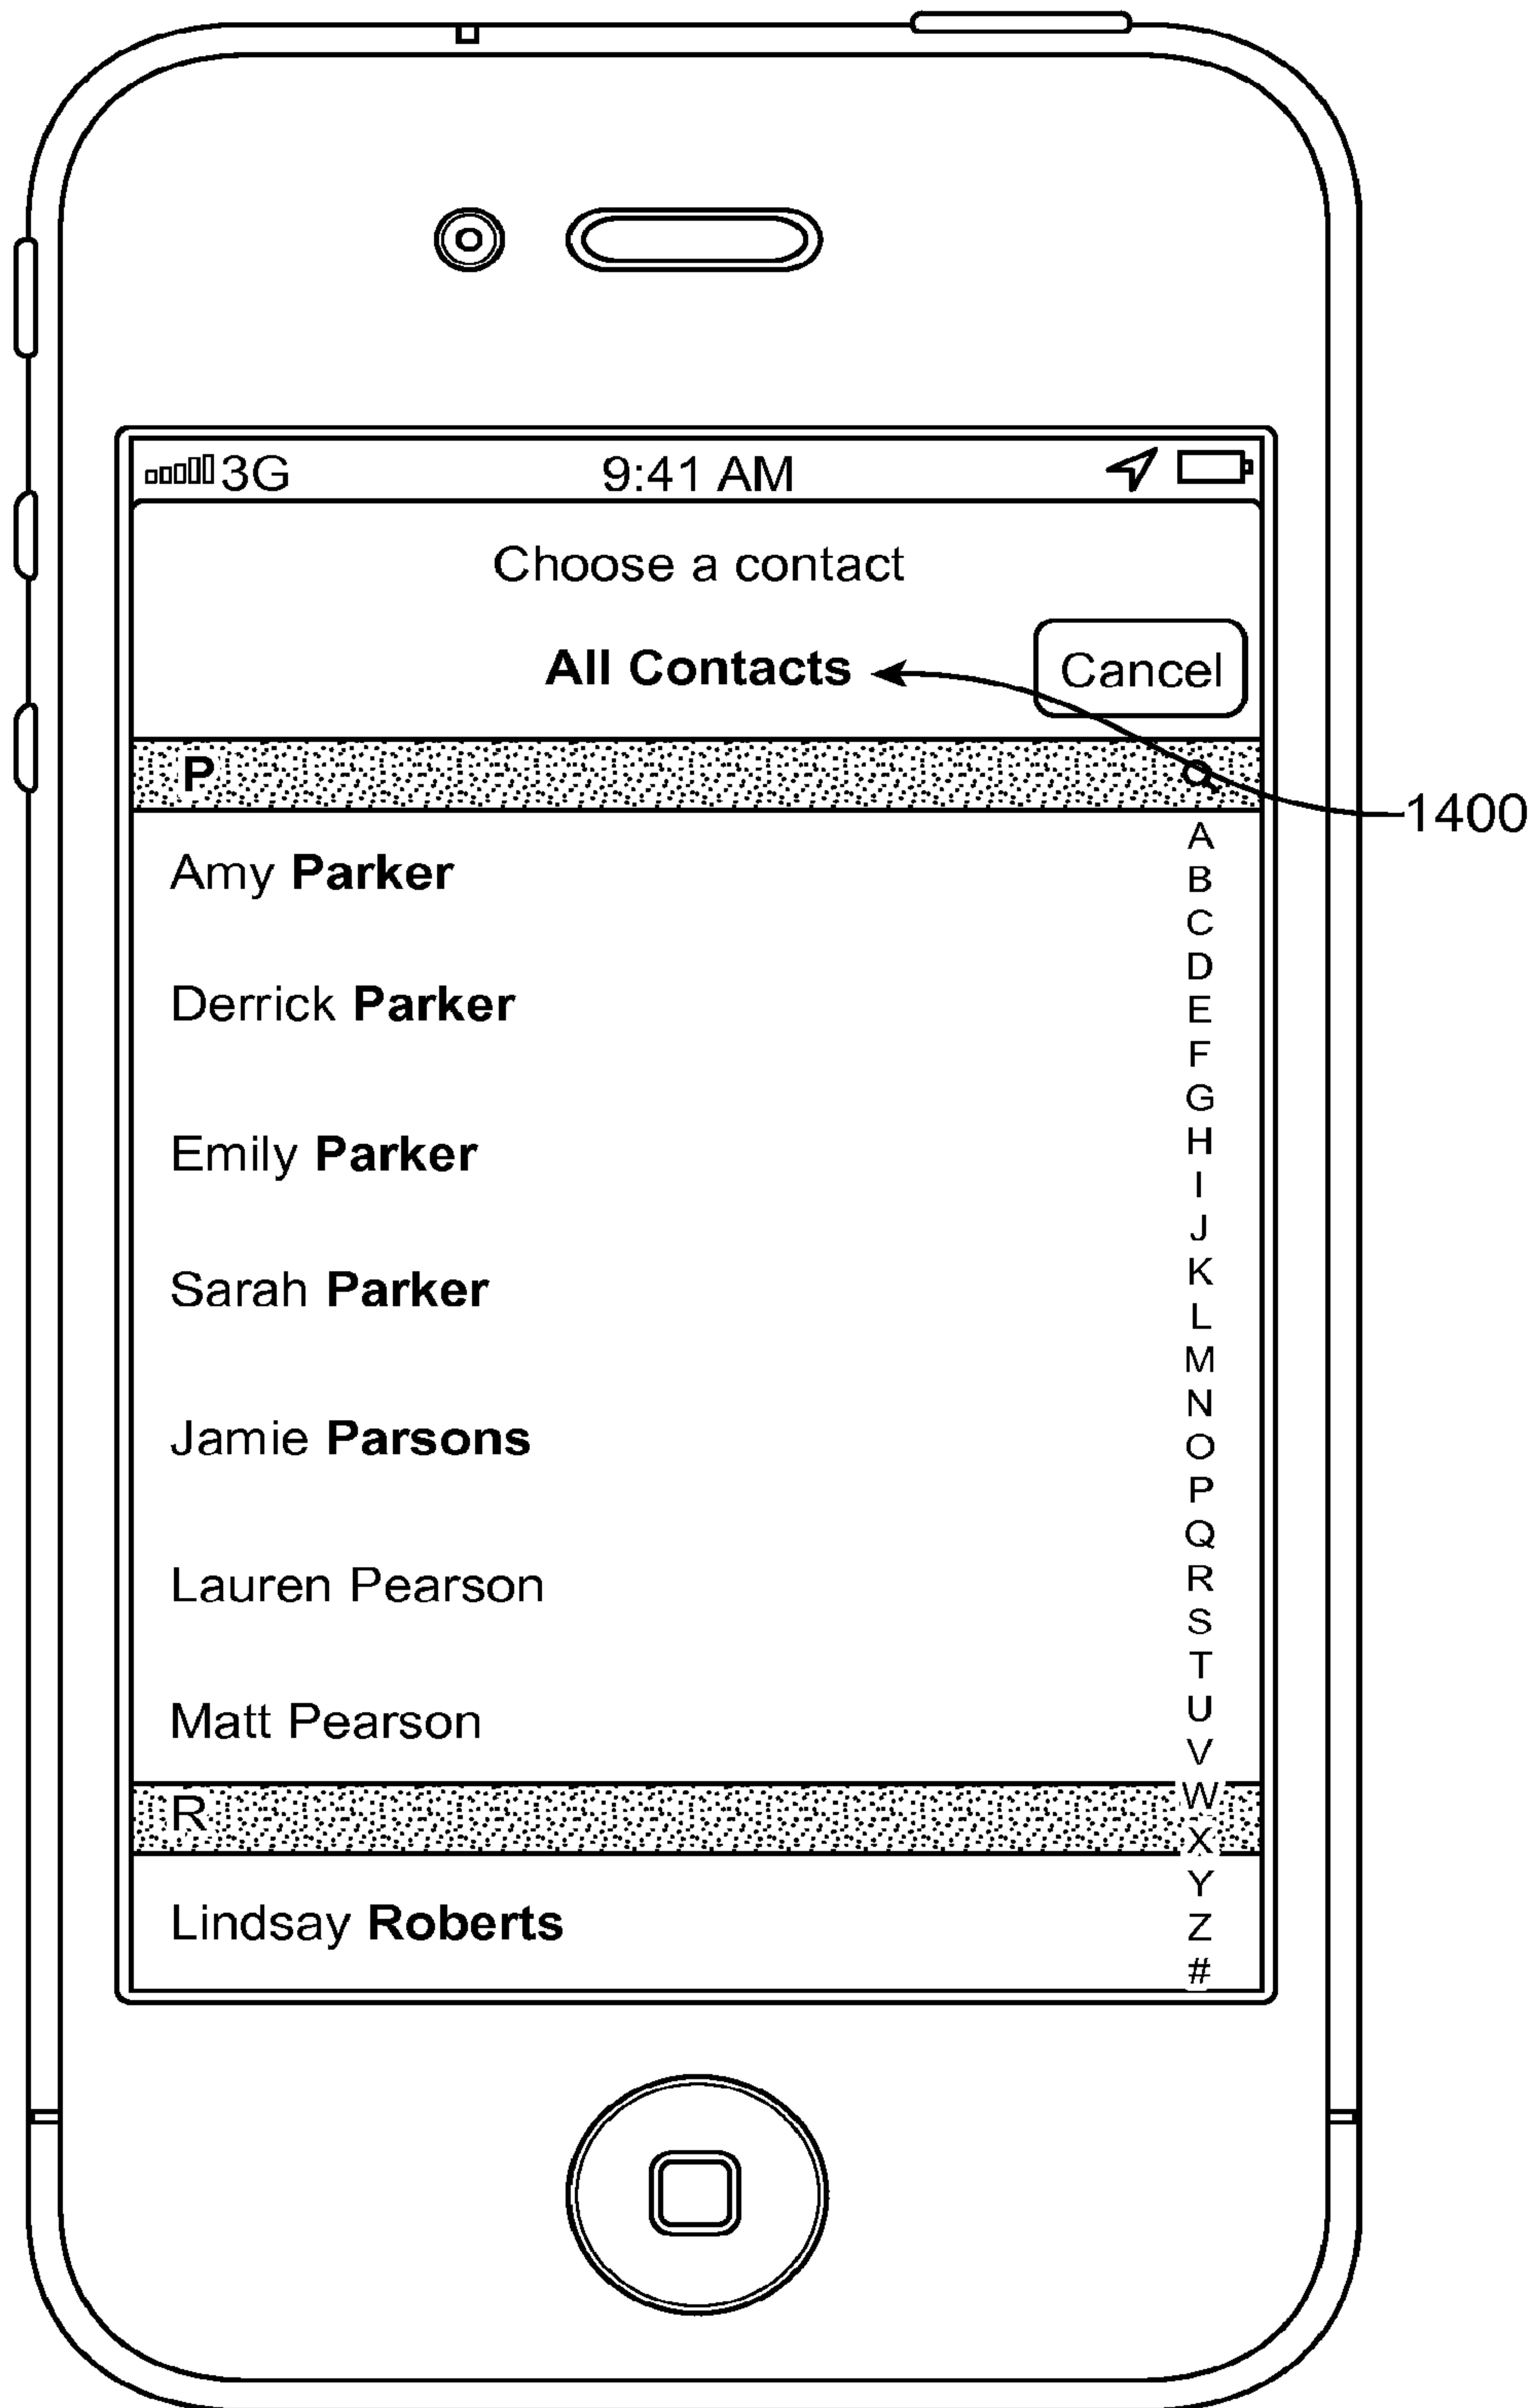 3G 9:41 AM
Choose a contact
All Contacts Cancel
P
1400
Amy Parker
Derrick Parker
Emily Parker
Sarah Parker
Jamie Parsons
Lauren Pearson
Matt Pearson
R
Lindsay Roberts
A
B
C
D
E
F
G
H
I
J
K
L
M
N
O
P
Q
R
S
T
U
V
W
X
Y
Z
#